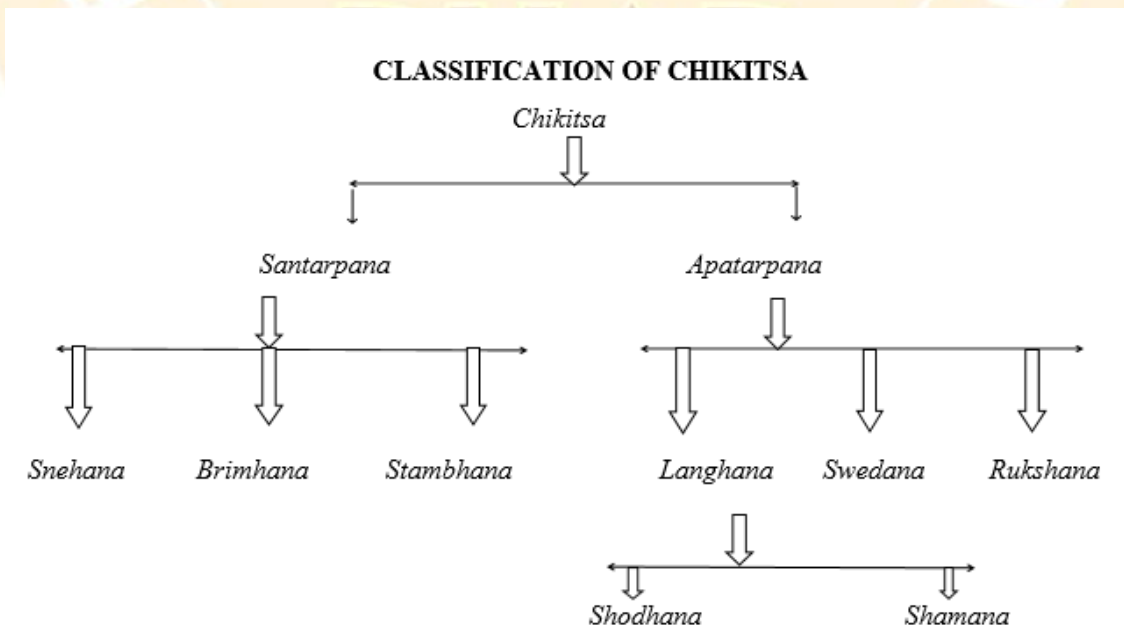 CLASSIFICATION OF CHIKITSA
Chikitsa
Santarpana Apatarpana
Snehana Brimhana Stambhana Langhana Swedana Rukshana
Shodhana Shamana